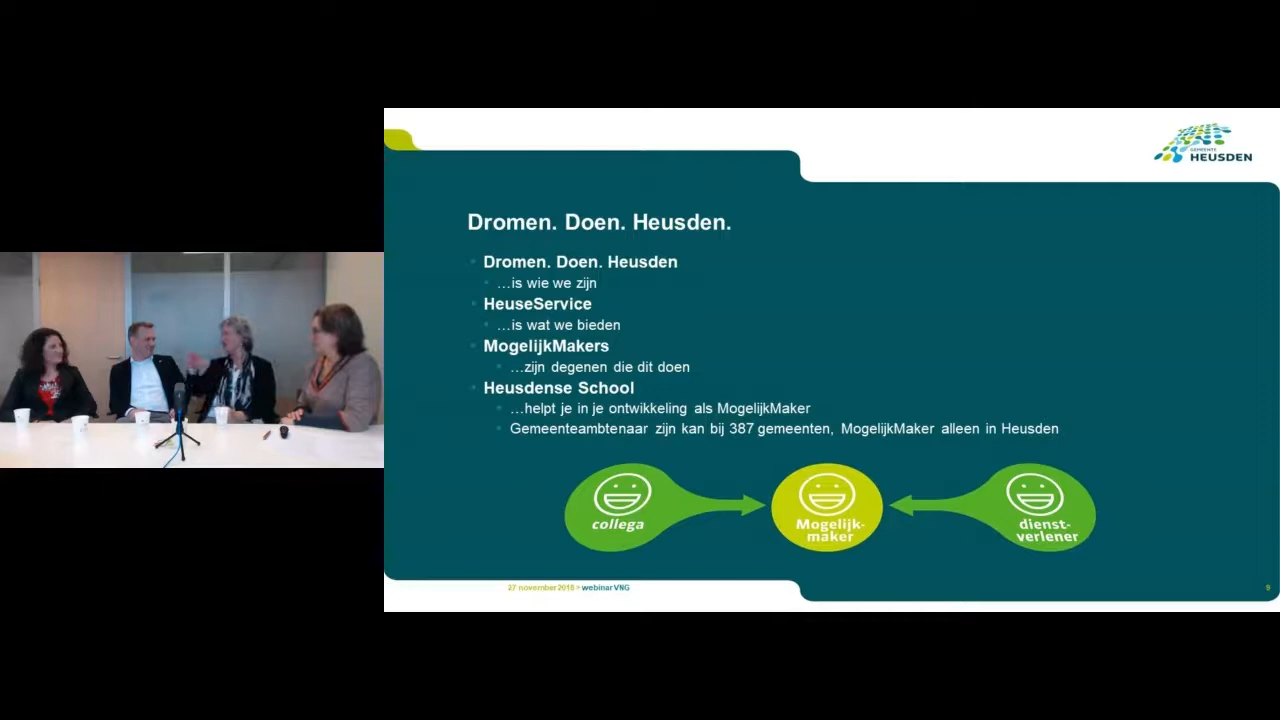 GEMEENTE
HEUSDEN
Dromen. Doen. Heusden.
Dromen. Doen. Heusden
...is wie we zijn
HeuseService
...is wat we bieden
MogelijkMakers
...zijn degenen die dit doen
Heusdense School
...helpt je in je ontwikkeling als MogelijkMaker
Gemeenteambtenaar zijn kan bij 387 gemeenten, MogelijkMaker alleen in Heusden
collega
Mogelijk-
maker
dienst-
verlener
27 november 2018 > webinar VNG
9